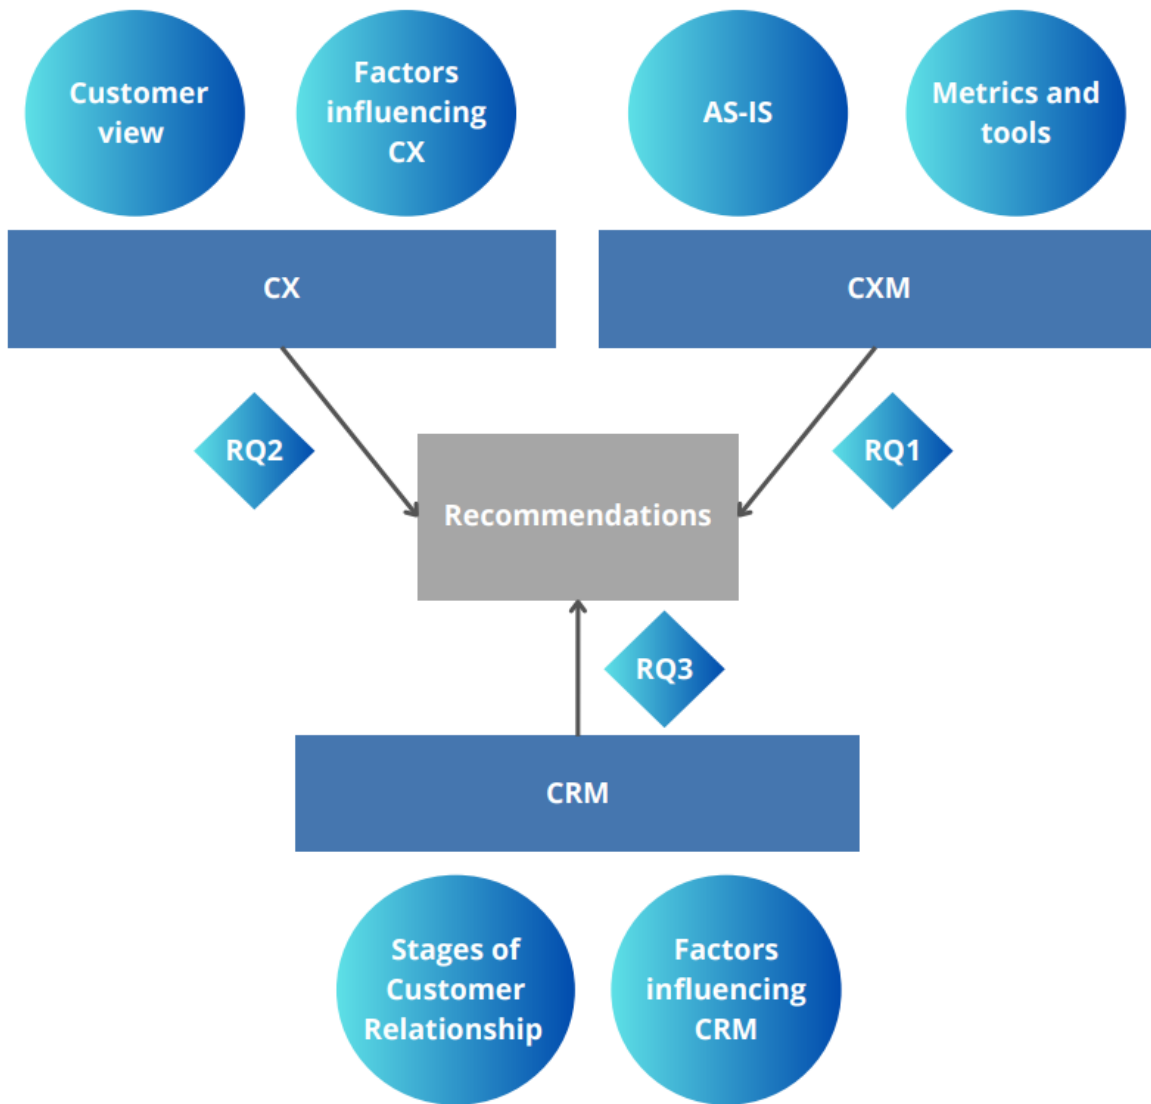 Customer
view
Factors
influencing
CX
AS-IS
Metrics and
tools
CX
CXM
RQ2
RQ1
Recommendations
RQ3
CRM
Stages of
Customer
Relationship
Factors
influencing
CRM